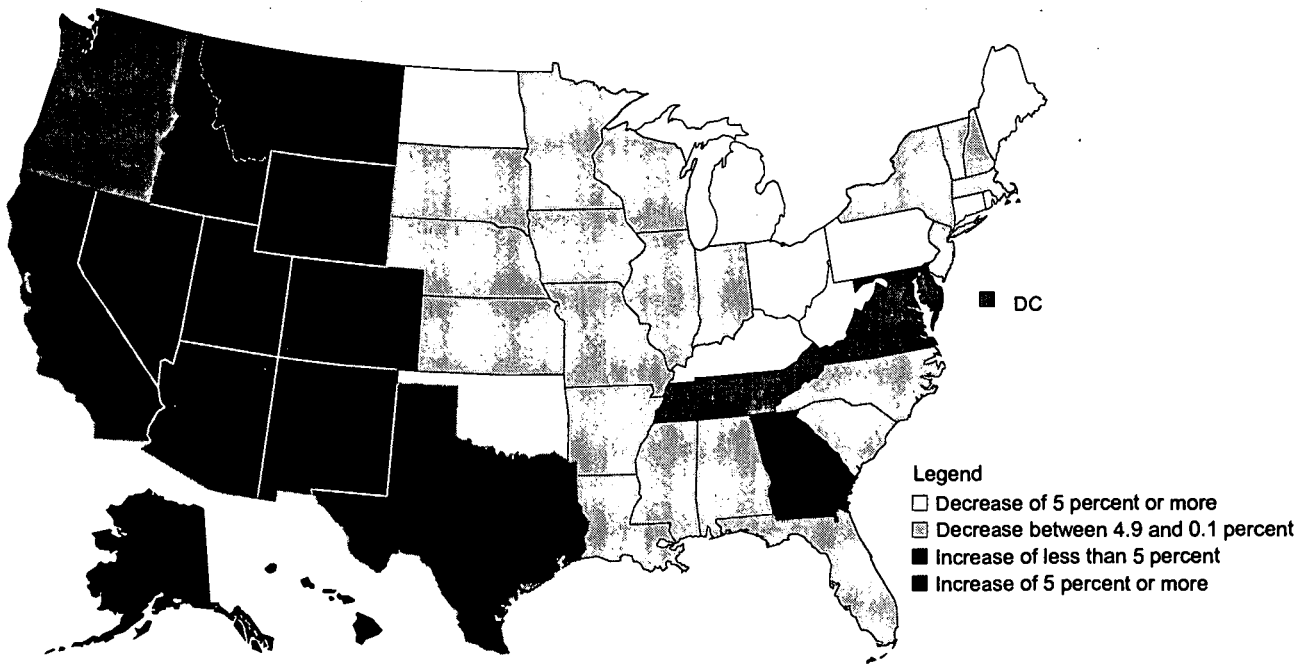 DC
Legend
Decrease of 5 percent or more
Decrease between 4.9 and 0.1 percent
Increase of less than 5 percent
Increase of 5 percent or more